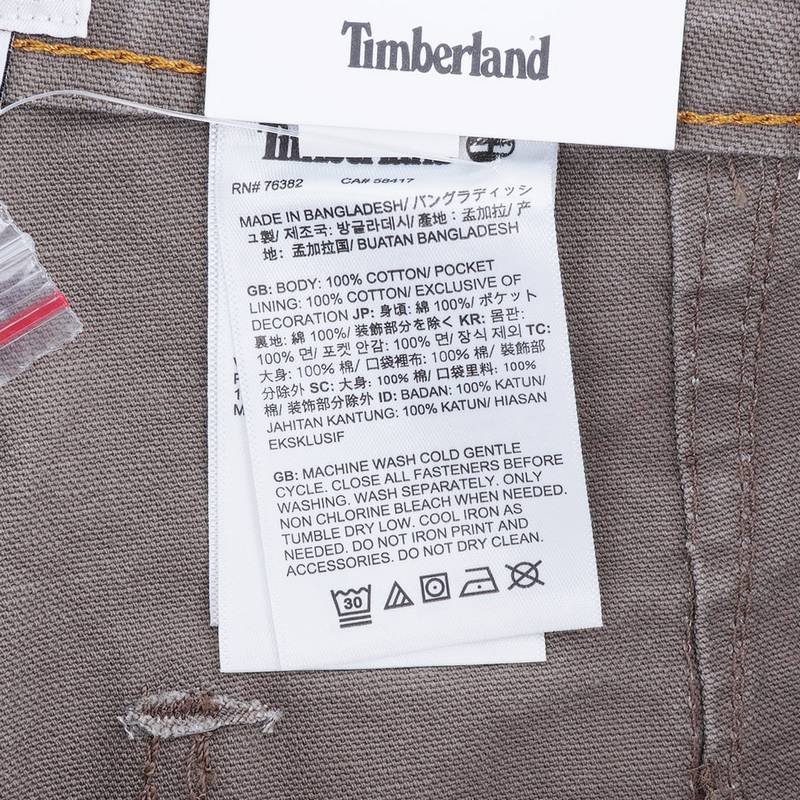 Timberland
RN# 76382 CA# 58417
MADE IN BANGLADESH/ バングラディッシ
ュ製/ 제조국: 방글라데시/ 產地: 孟加拉/ 产
地: 孟加拉国/ BUATAN BANGLADESH
GB: BODY: 100% COTTON/ POCKET
LINING: 100% COTTON/ EXCLUSIVE OF
DECORATION JP: 身頃: 綿 100%/ ポケット
裏地: 綿 100%/ 装飾部分を除く KR: 몸판:
100% 면/ 포켓 안감: 100% 면/ 장식 제외 TC:
大身: 100% 棉/ 口袋裡布: 100% 棉/ 裝飾部
分除外 SC: 大身: 100% 棉/ 口袋里料: 100%
棉/ 装饰部分除外 ID: BADAN: 100% KATUN/
JAHITAN KANTUNG: 100% KATUN/ HIASAN
EKSKLUSIF
GB: MACHINE WASH COLD GENTLE
CYCLE. CLOSE ALL FASTENERS BEFORE
WASHING. WASH SEPARATELY. ONLY
NON CHLORINE BLEACH WHEN NEEDED.
TUMBLE DRY LOW. COOL IRON AS
NEEDED. DO NOT IRON PRINT AND
ACCESSORIES. DO NOT DRY CLEAN.
30